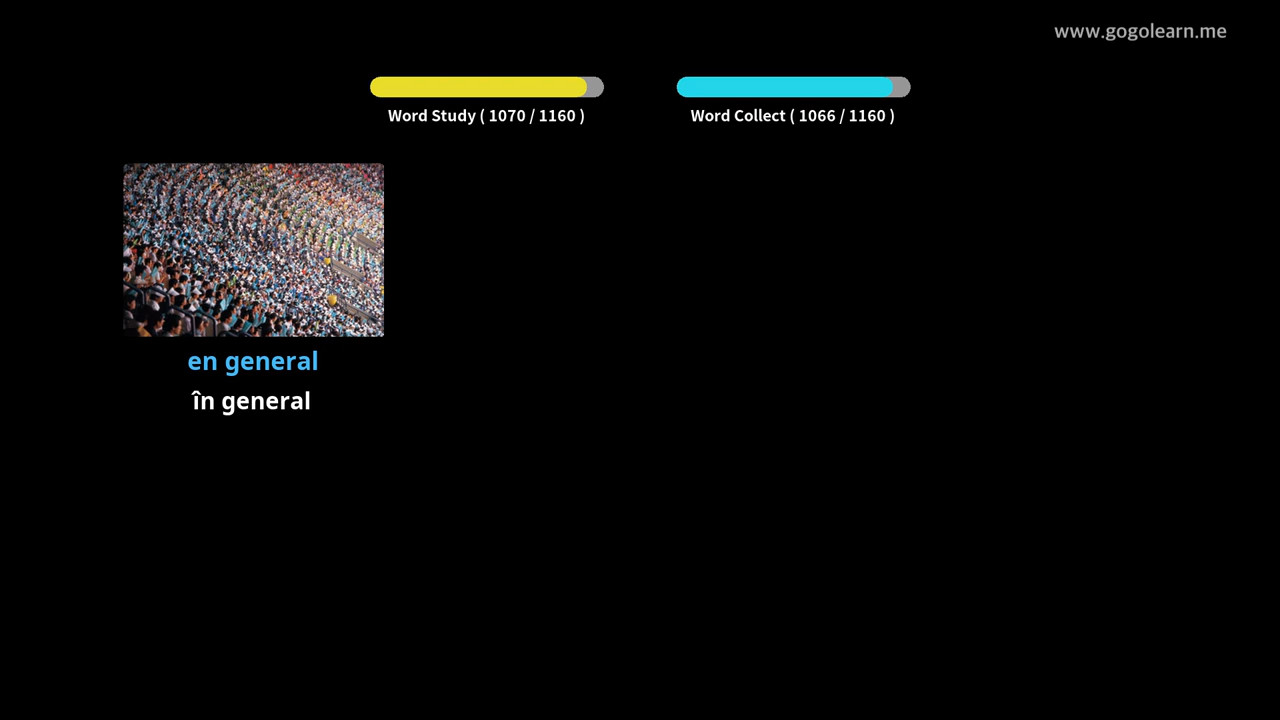 www.gogolearn.me
Word Study ( 1070 / 1160 )
Word Collect ( 1066 / 1160 )
en general
în general